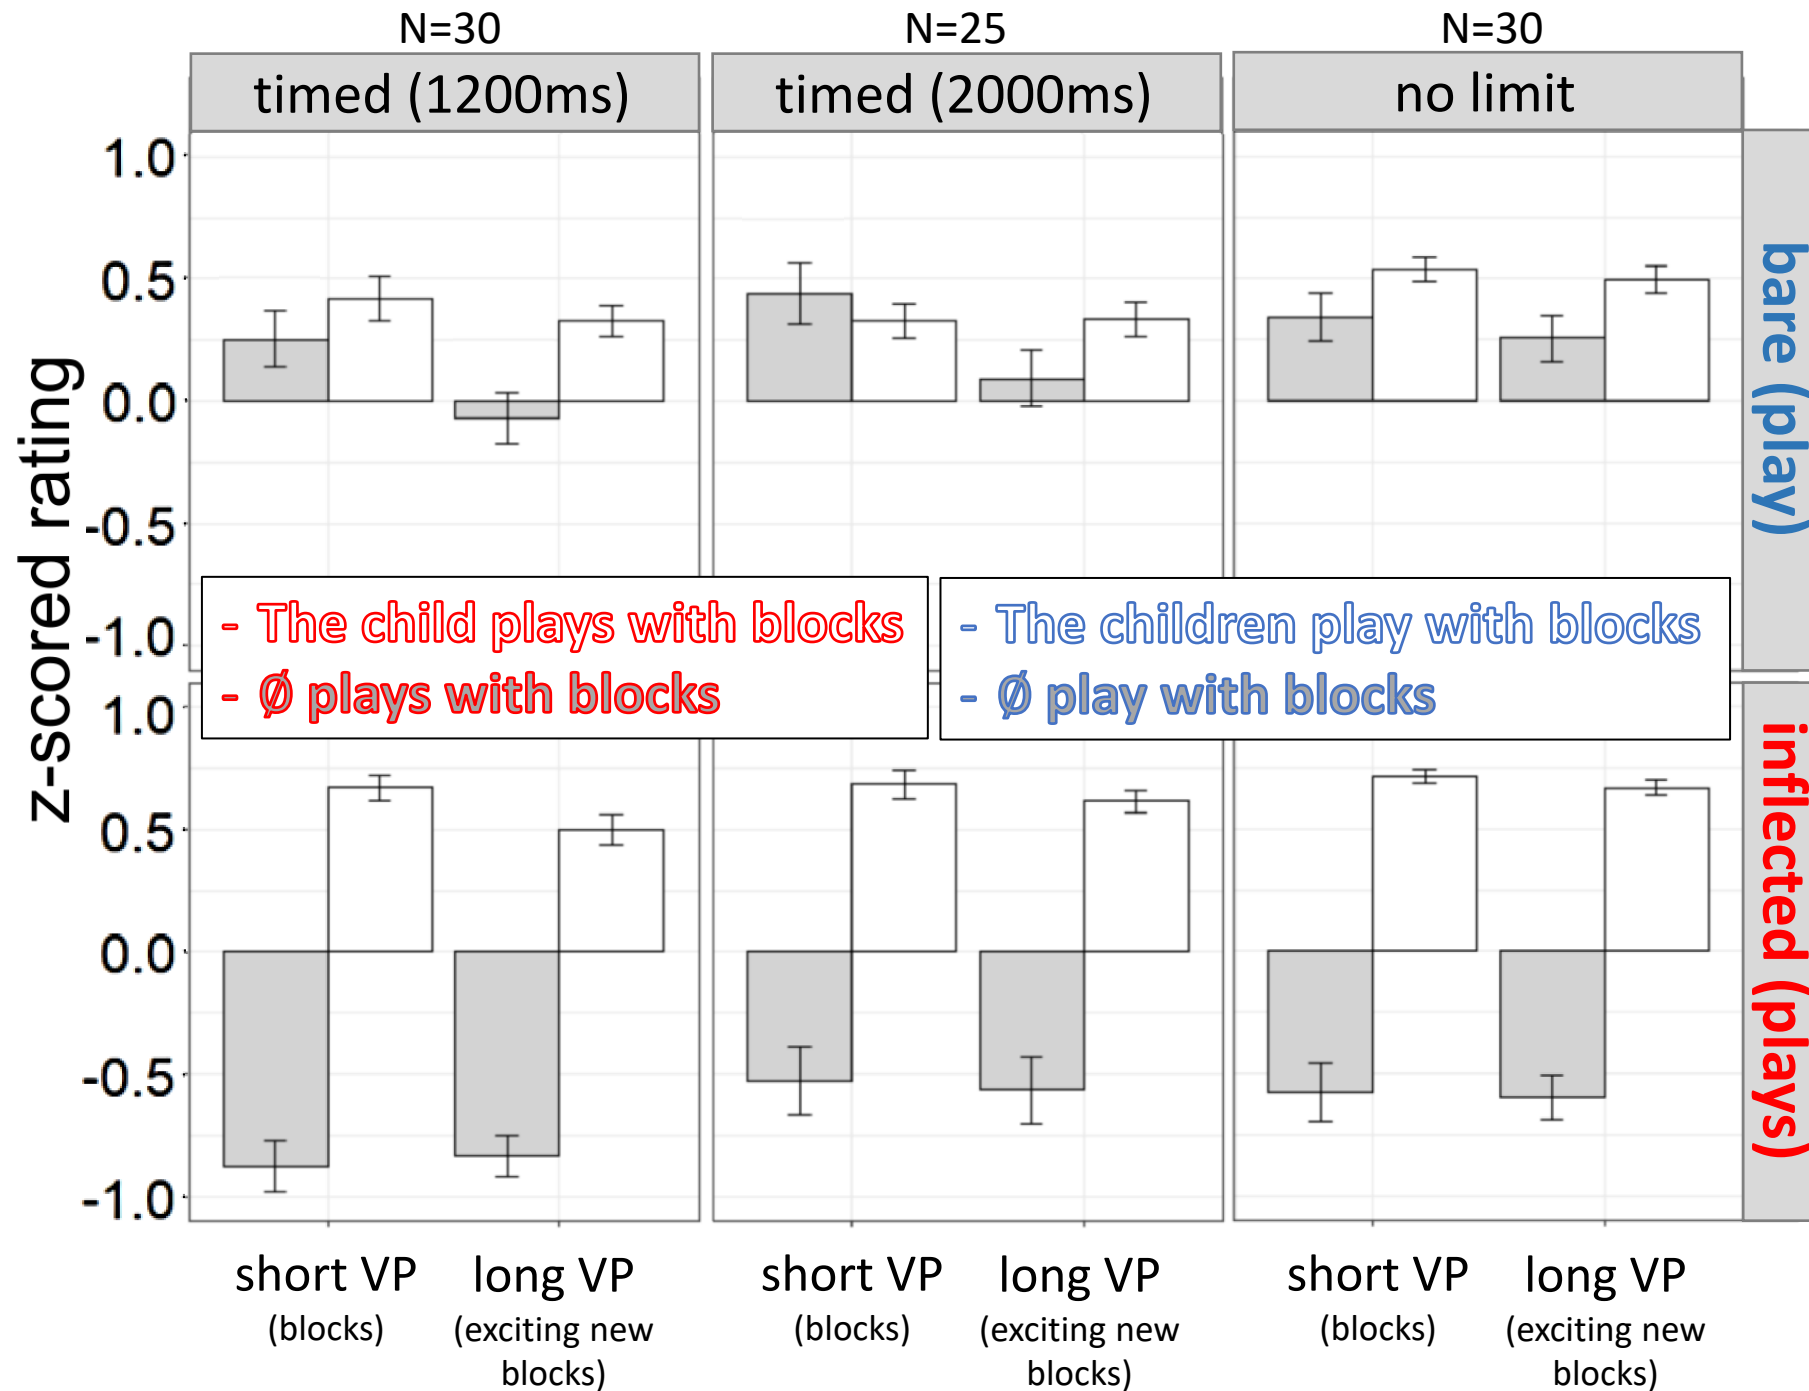 N=30
N=25
N=30
timed (1200ms)
timed (2000ms)
no limit
z-scored rating
1.0
0.5
0.0
-0.5
-1.0
bare (play)
- The child plays with blocks
- Ø plays with blocks
- The children play with blocks
- Ø play with blocks
1.0
0.5
0.0
-0.5
-1.0
inflected (plays)
short VP
(blocks)
long VP
(exciting new
blocks)
short VP
(blocks)
long VP
(exciting new
blocks)
short VP
(blocks)
long VP
(exciting new
blocks)